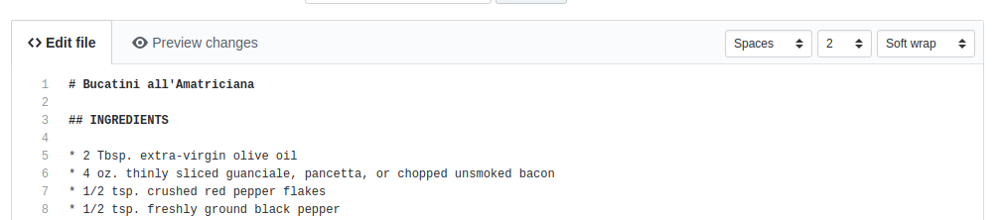 <> Edit file Preview changes Spaces 2 Soft wrap
1 # Bucatini all'Amatriciana
2
3 ## INGREDIENTS
4
5 * 2 Tbsp. extra-virgin olive oil
6 * 4 oz. thinly sliced guanciale, pancetta, or chopped unsmoked bacon
7 * 1/2 tsp. crushed red pepper flakes
8 * 1/2 tsp. freshly ground black pepper